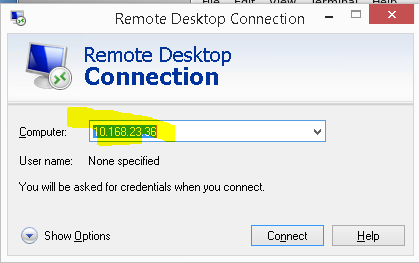 File Edit View Terminal Help
Remote Desktop Connection
Remote Desktop
Connection
Computer: 10.168.23.36
User name: None specified
You will be asked for credentials when you connect.
Show Options Connect Help